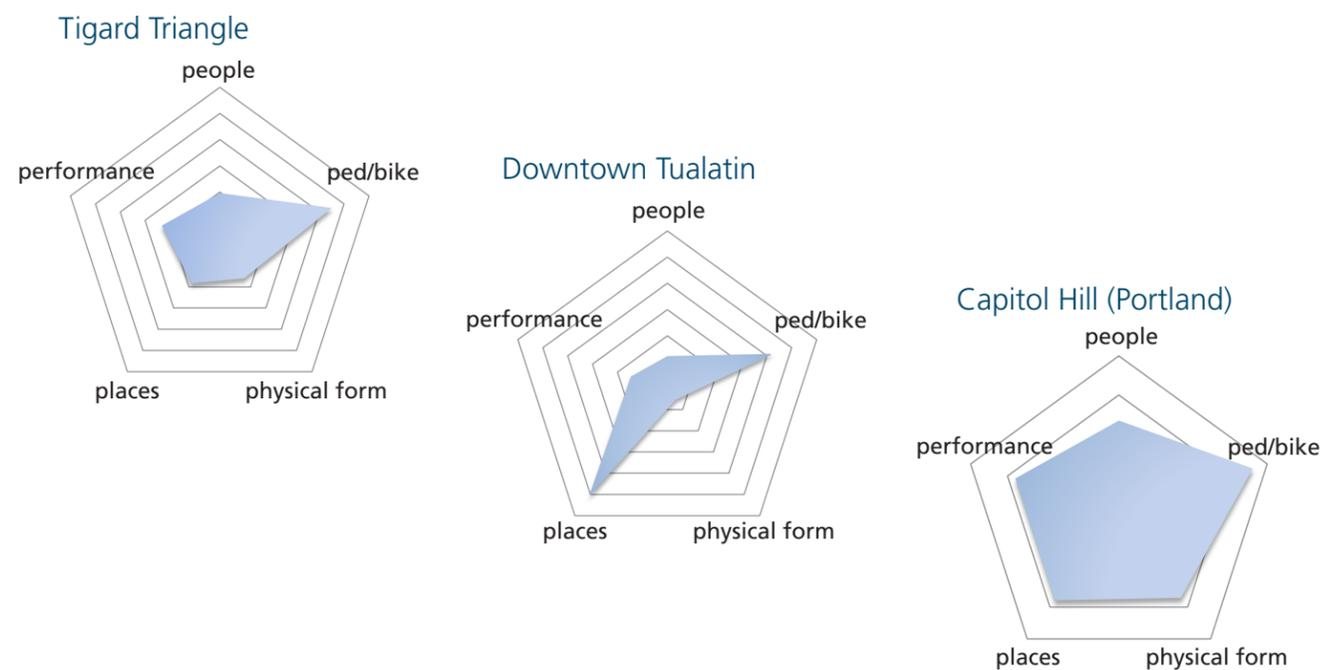 Tigard Triangle
people
performance
ped/bike
places
physical form
Downtown Tualatin
people
performance
ped/bike
places
physical form
Capitol Hill (Portland)
people
performance
ped/bike
places
physical form